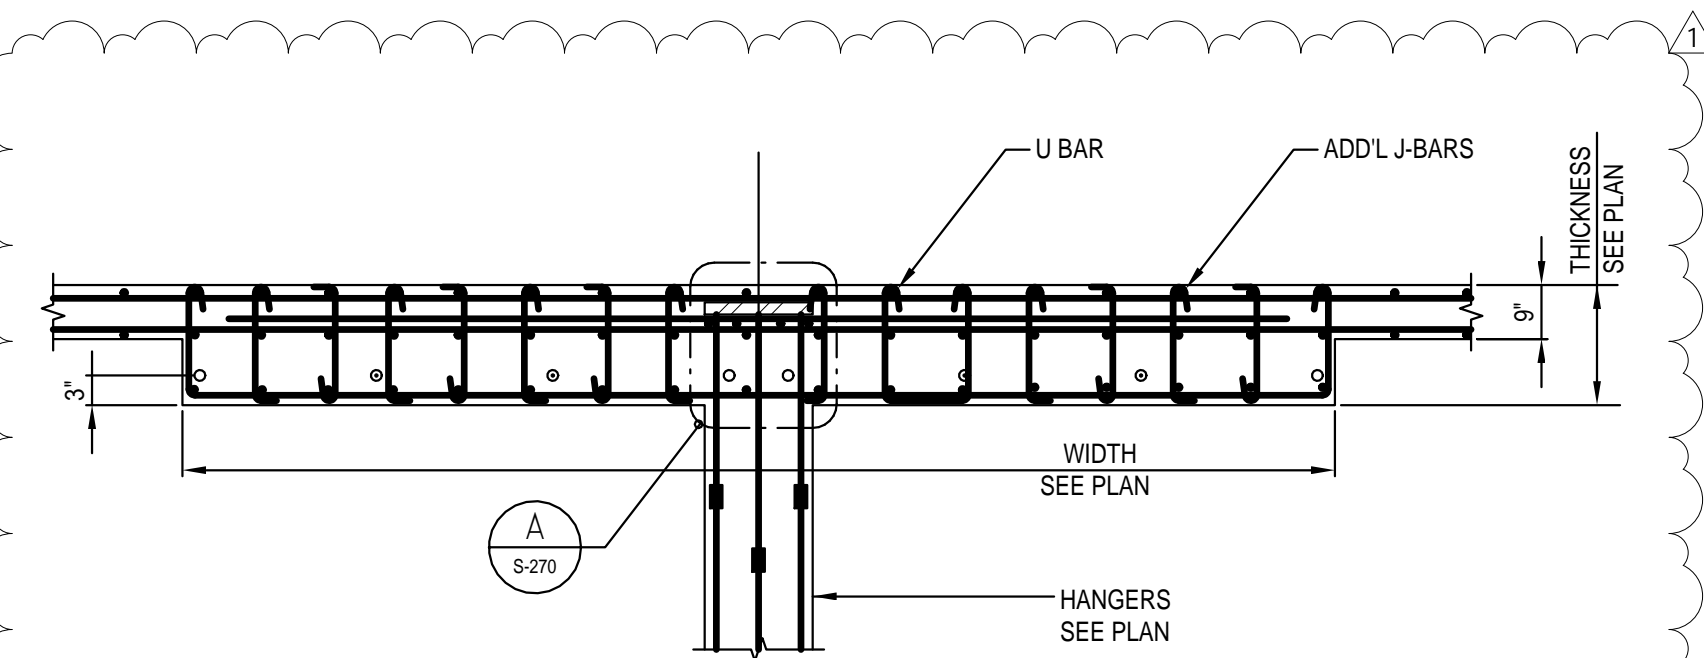 1
U BAR
ADD'L J-BARS
THICKNESS
SEE PLAN
9"
3"
WIDTH
SEE PLAN
A
S-270
HANGERS
SEE PLAN